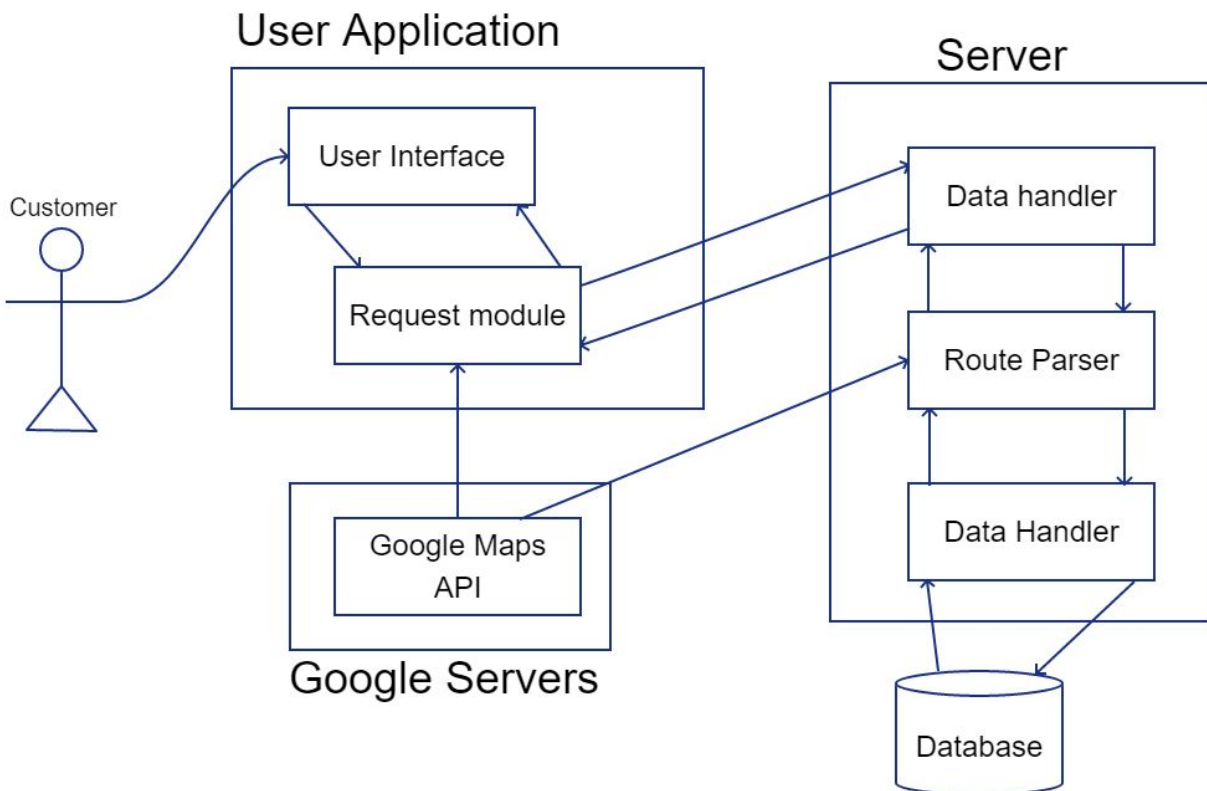 User Application
Server
User Interface
Data handler
Customer
Request module
Route Parser
Google Maps
API
Data Handler
Google Servers
Database